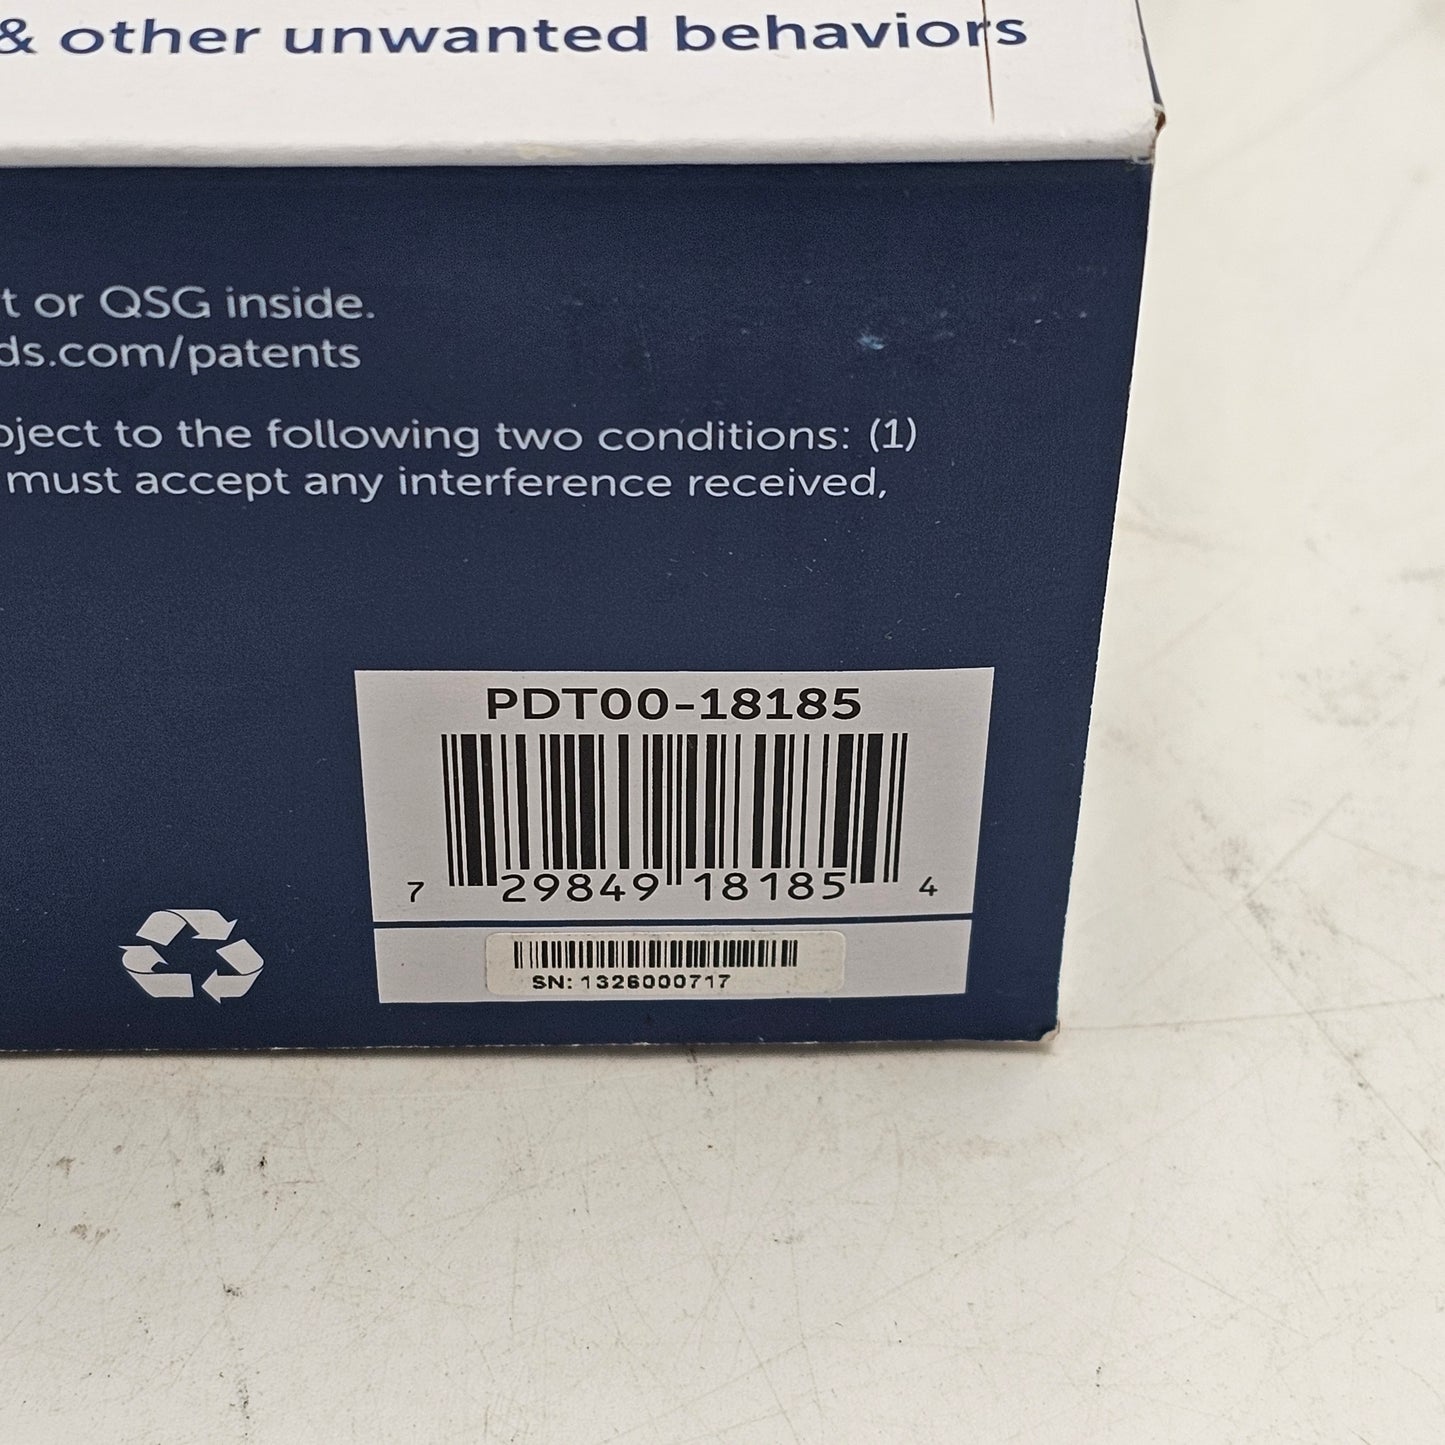 & other unwanted behaviors
t or QSG inside.
ds.com/patents
bject to the following two conditions: (1)
must accept any interference received,
PDT00-18185
7 29849 18185 4
SN: 1326000717